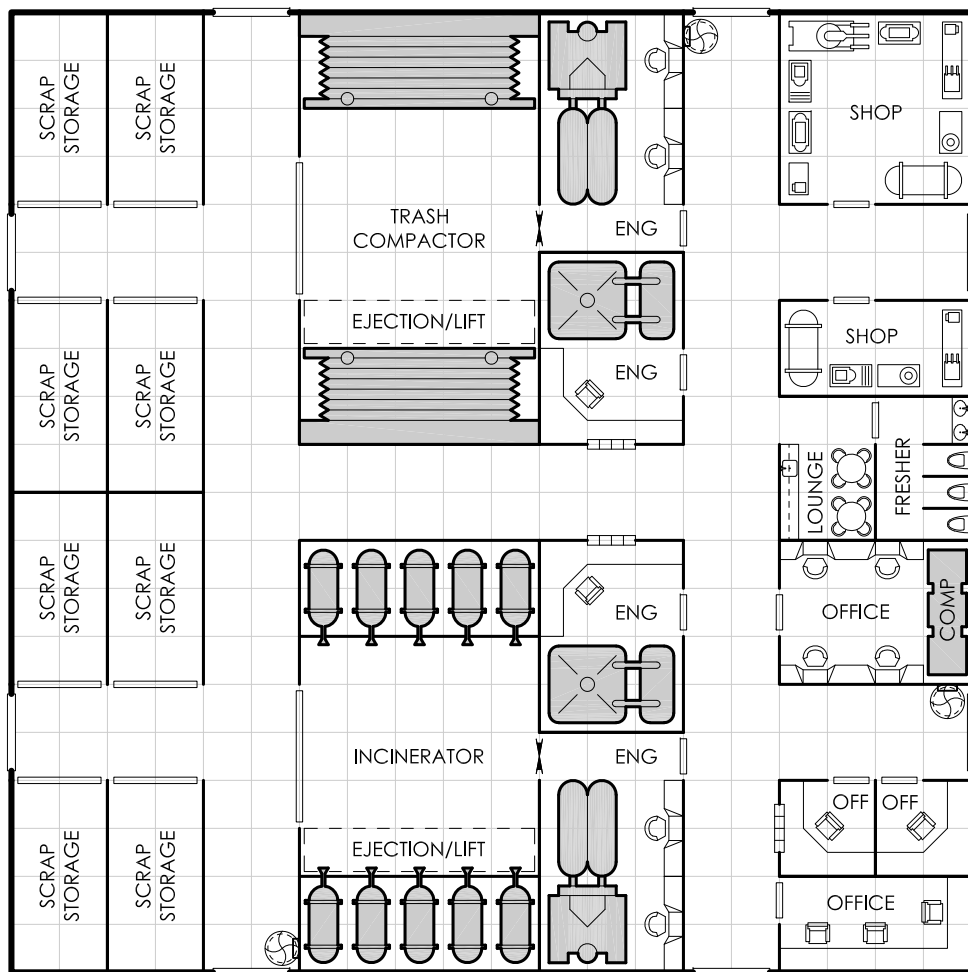 SCRAP
STORAGE
SCRAP
STORAGE
TRASH
COMPACTOR
ENG
SHOP
EJECTION/LIFT
SHOP
SCRAP
STORAGE
SCRAP
STORAGE
ENG
LOUNGE
FRESHER
SCRAP
STORAGE
SCRAP
STORAGE
ENG
OFFICE
COMP
INCINERATOR
ENG
OFF
OFF
EJECTION/LIFT
SCRAP
STORAGE
SCRAP
STORAGE
OFFICE